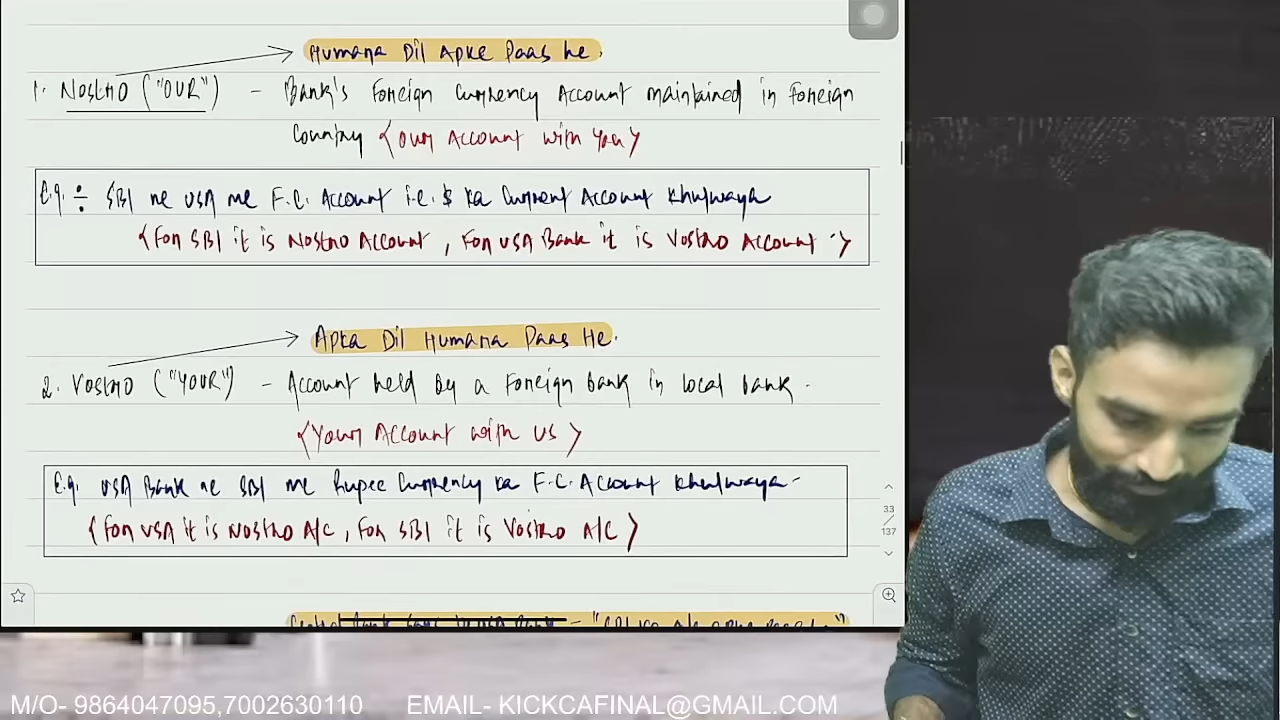 Humara Dil Apke Paas he.
1. Nostro ("OUR") - Bank's Foreign Currency Account maintained in Foreign
Country {our Account with you}
E.g. ÷ SBI ne USA me F.C. Account i.e. $ ka Current Account Khulwaya
{For SBI it is Nostro Account, For USA Bank it is Vostro Account.}
Apka Dil Humara Paas He.
2. Vostro ("YOUR") - Account held by a Foreign bank in local bank.
{Your Account with us}
E.g. USA Bank ne SBI me Rupee Currency ka F.C. Account Khulwaya-
{For USA it is Nostro A/C, For SBI it is Vostro A/C}
33
137
M/O- 9864047095,7002630110 EMAIL- KICKCAFINAL@GMAIL.COM